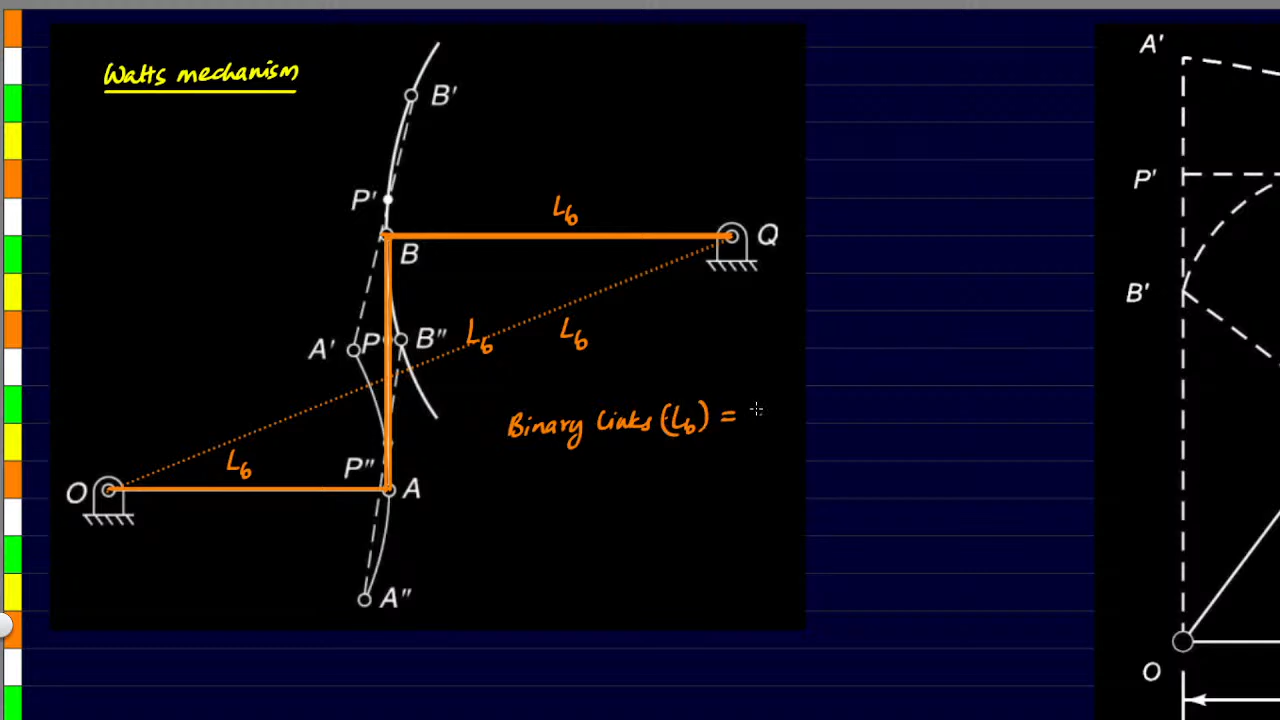 Watts mechanism
B'
P'
L6
B
Q
A'
P
B"
L6
L6
Binary Links (L6) =
L6
P"
O
A
A"
A'
P'
B'
O